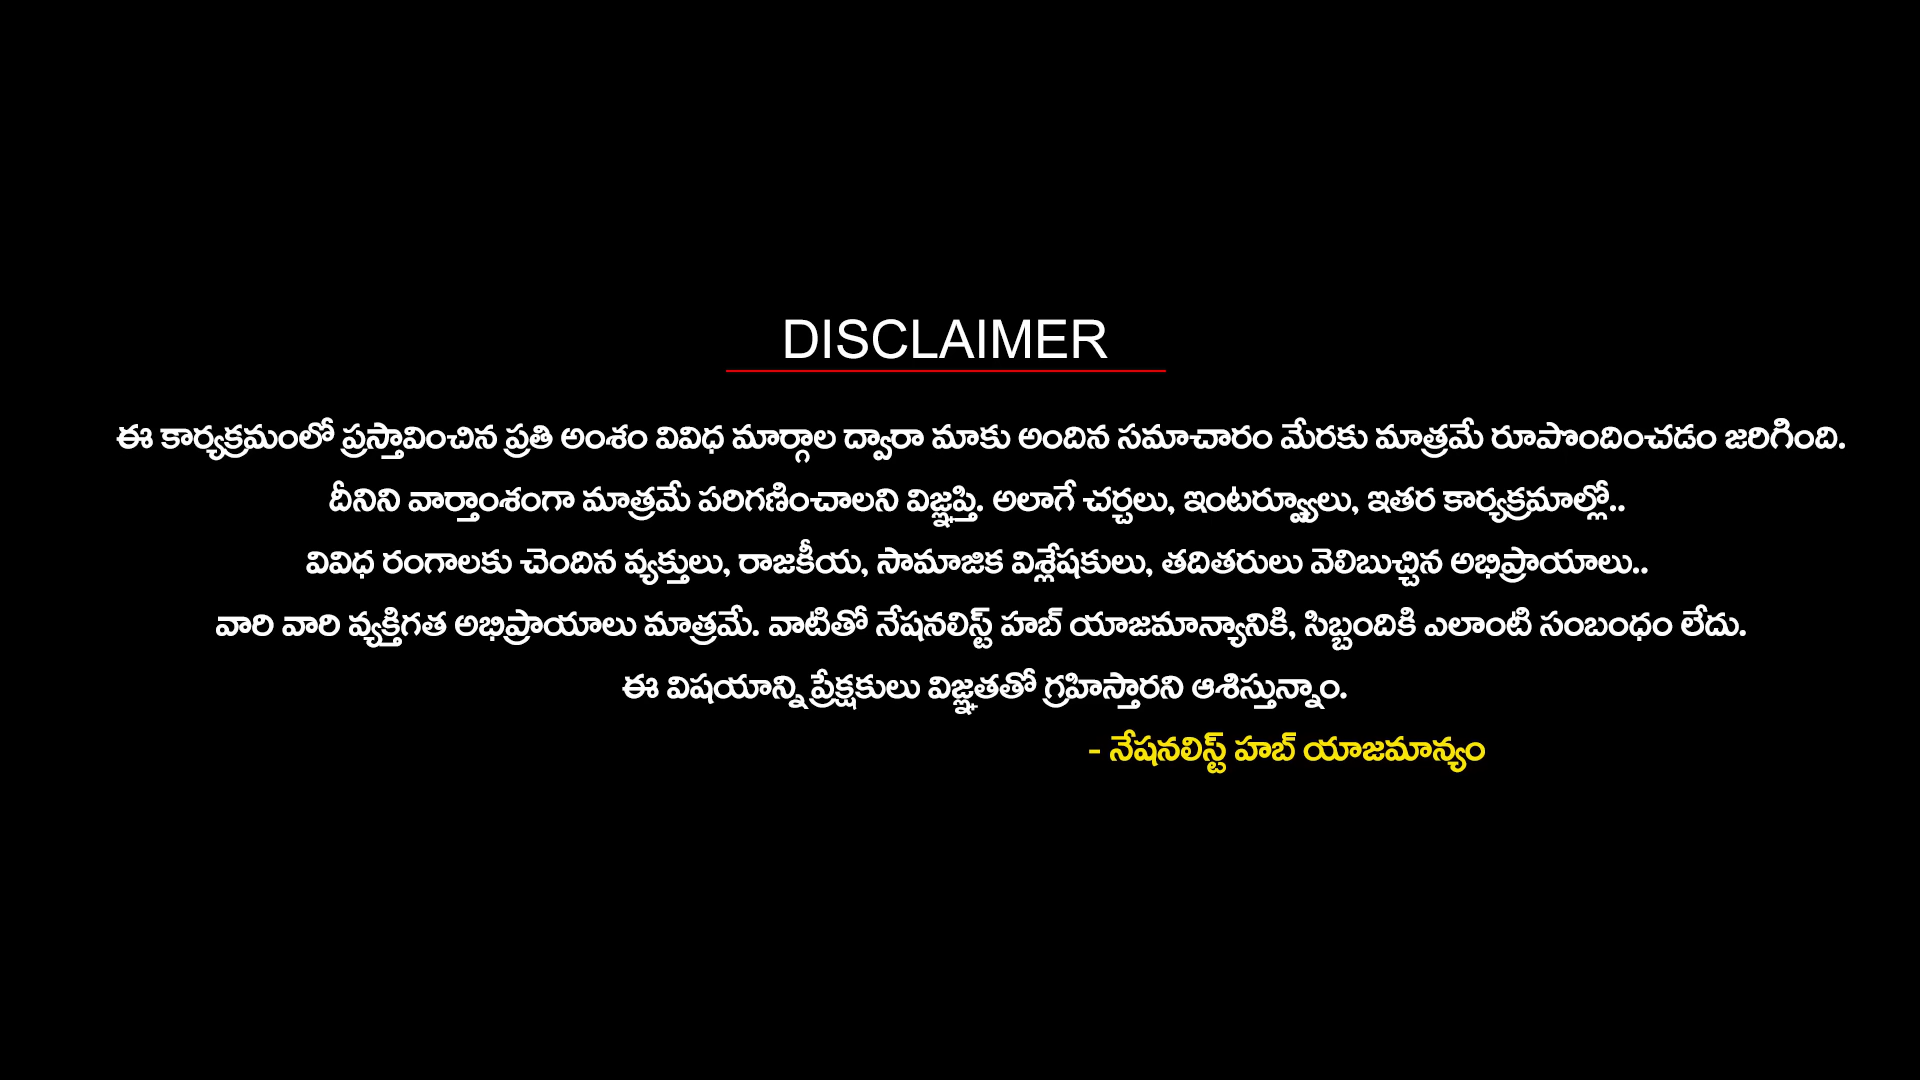 DISCLAIMER
ఈ కార్యక్రమంలో ప్రస్తావించిన ప్రతి అంశం వివిధ మార్గాల ద్వారా మాకు అందిన సమాచారం మేరకు మాత్రమే రూపొందించడం జరిగింది.
దీనిని వార్తాంశంగా మాత్రమే పరిగణించాలని విజ్ఞప్తి. అలాగే చర్చలు, ఇంటర్వ్యూలు, ఇతర కార్యక్రమాల్లో..
వివిధ రంగాలకు చెందిన వ్యక్తులు, రాజకీయ, సామాజిక విశ్లేషకులు, తదితరులు వెలిబుచ్చిన అభిప్రాయాలు..
వారి వారి వ్యక్తిగత అభిప్రాయాలు మాత్రమే. వాటితో నేషనలిస్ట్ హబ్ యాజమాన్యానికి, సిబ్బందికి ఎలాంటి సంబంధం లేదు.
ఈ విషయాన్ని ప్రేక్షకులు విజ్ఞతతో గ్రహిస్తారని ఆశిస్తున్నాం.
- నేషనలిస్ట్ హబ్ యాజమాన్యం